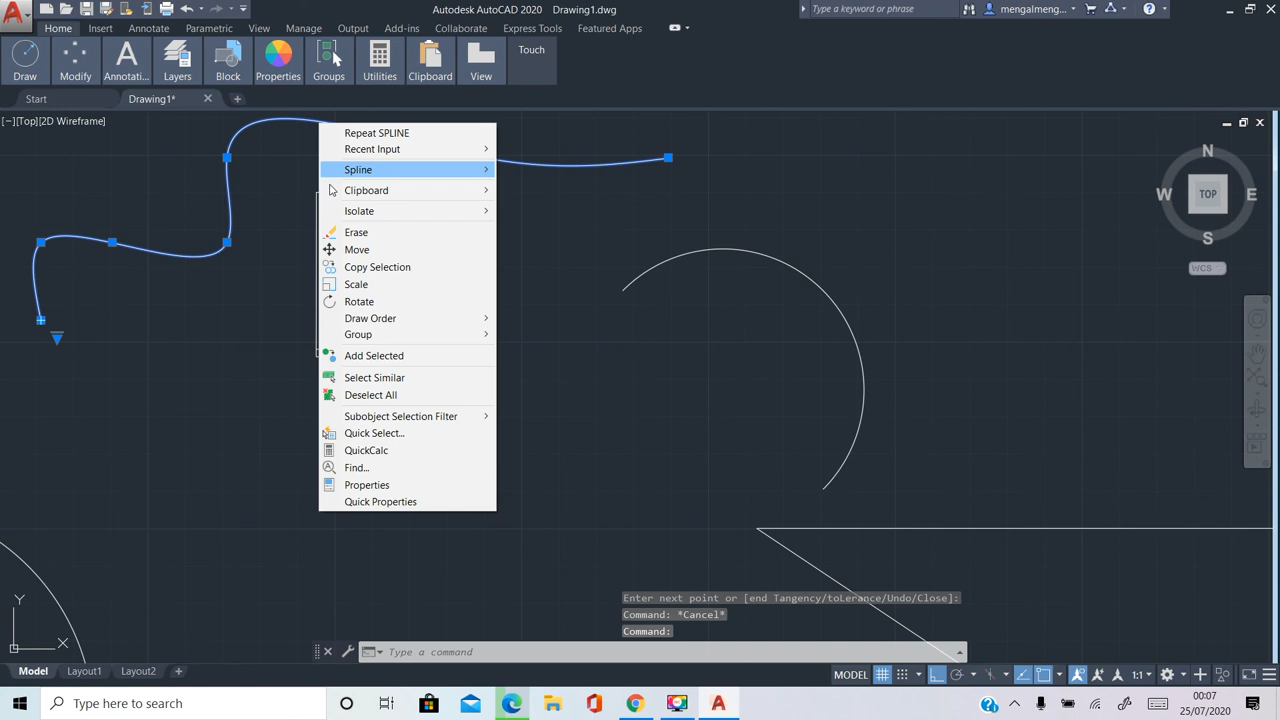 Autodesk AutoCAD 2020 Drawing1.dwg
Type a keyword or phrase
mengalmeng...
Home Insert Annotate Parametric View Manage Output Add-ins Collaborate Express Tools Featured Apps
Draw Modify Annotati... Layers Block Properties Groups Utilities Clipboard View Touch
Start Drawing1*
[−][Top][2D Wireframe]
Repeat SPLINE
Recent Input
Spline
Clipboard
Isolate
Erase
Move
Copy Selection
Scale
Rotate
Draw Order
Group
Add Selected
Select Similar
Deselect All
Subobject Selection Filter
Quick Select...
QuickCalc
Find...
Properties
Quick Properties
N
W TOP E
S
WCS
Enter next point or [end Tangency/toLerance/Undo/Close]:
Command: *Cancel*
Command:
Y
X
Type a command
Model Layout1 Layout2
MODEL 1:1
Type here to search
00:07
25/07/2020